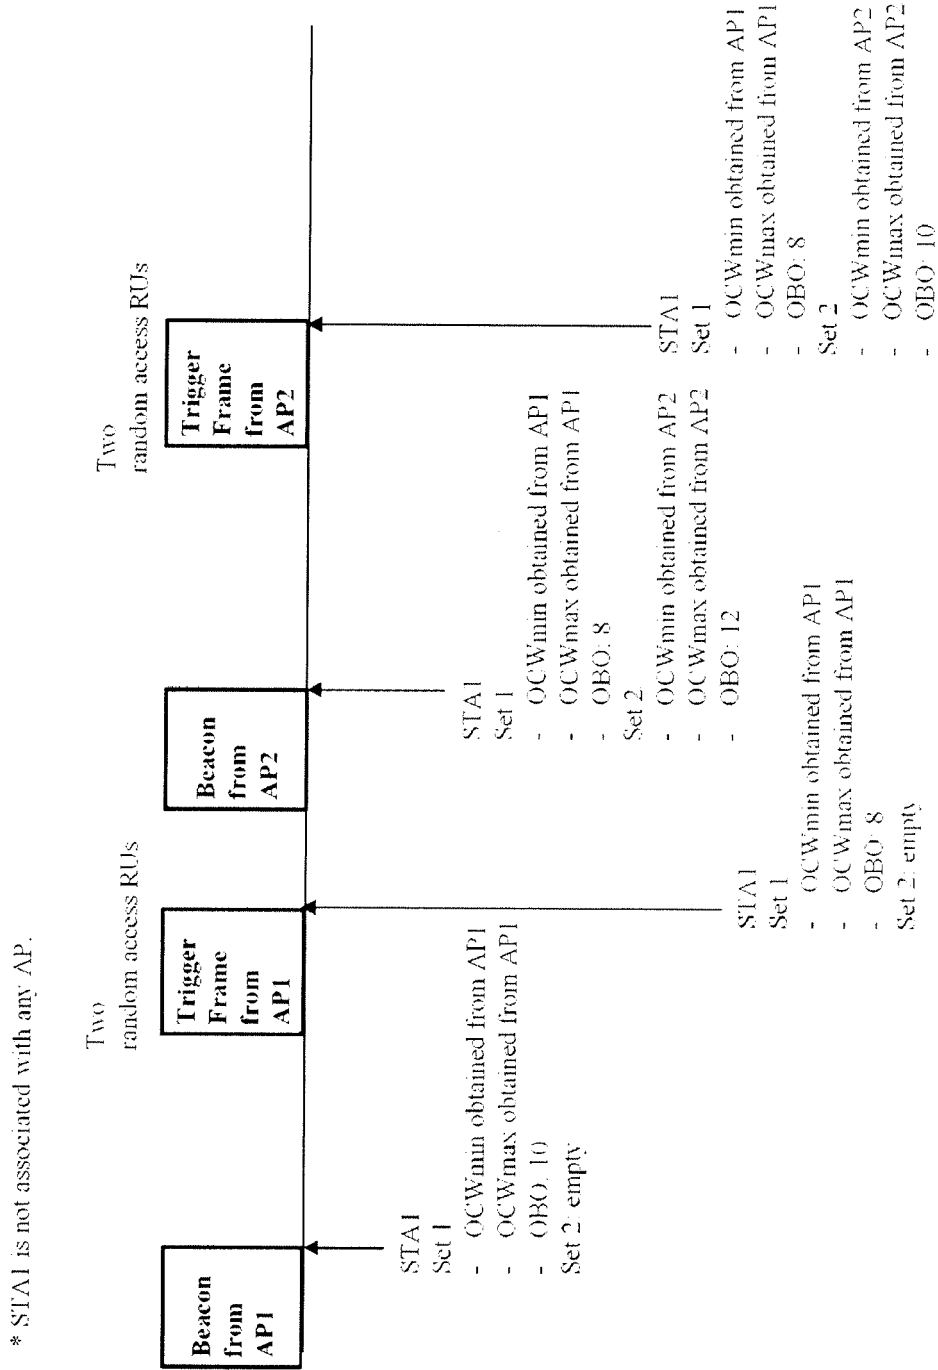 * STA1 is not associated with any AP.
Two
random access RUs
Two
random access RUs
Beacon
from
AP1
Trigger
Frame
from
AP1
Beacon
from
AP2
Trigger
Frame
from
AP2
STA1
Set 1
- OCWmin obtained from AP1
- OCWmax obtained from AP1
- OBO: 10
Set 2: empty
STA1
Set 1
- OCWmin obtained from AP1
- OCWmax obtained from AP1
- OBO: 8
Set 2: empty
STA1
Set 1
- OCWmin obtained from AP1
- OCWmax obtained from AP1
- OBO: 8
Set 2
- OCWmin obtained from AP2
- OCWmax obtained from AP2
- OBO: 12
STA1
Set 1
- OCWmin obtained from AP1
- OCWmax obtained from AP1
- OBO: 8
Set 2
- OCWmin obtained from AP2
- OCWmax obtained from AP2
- OBO: 10